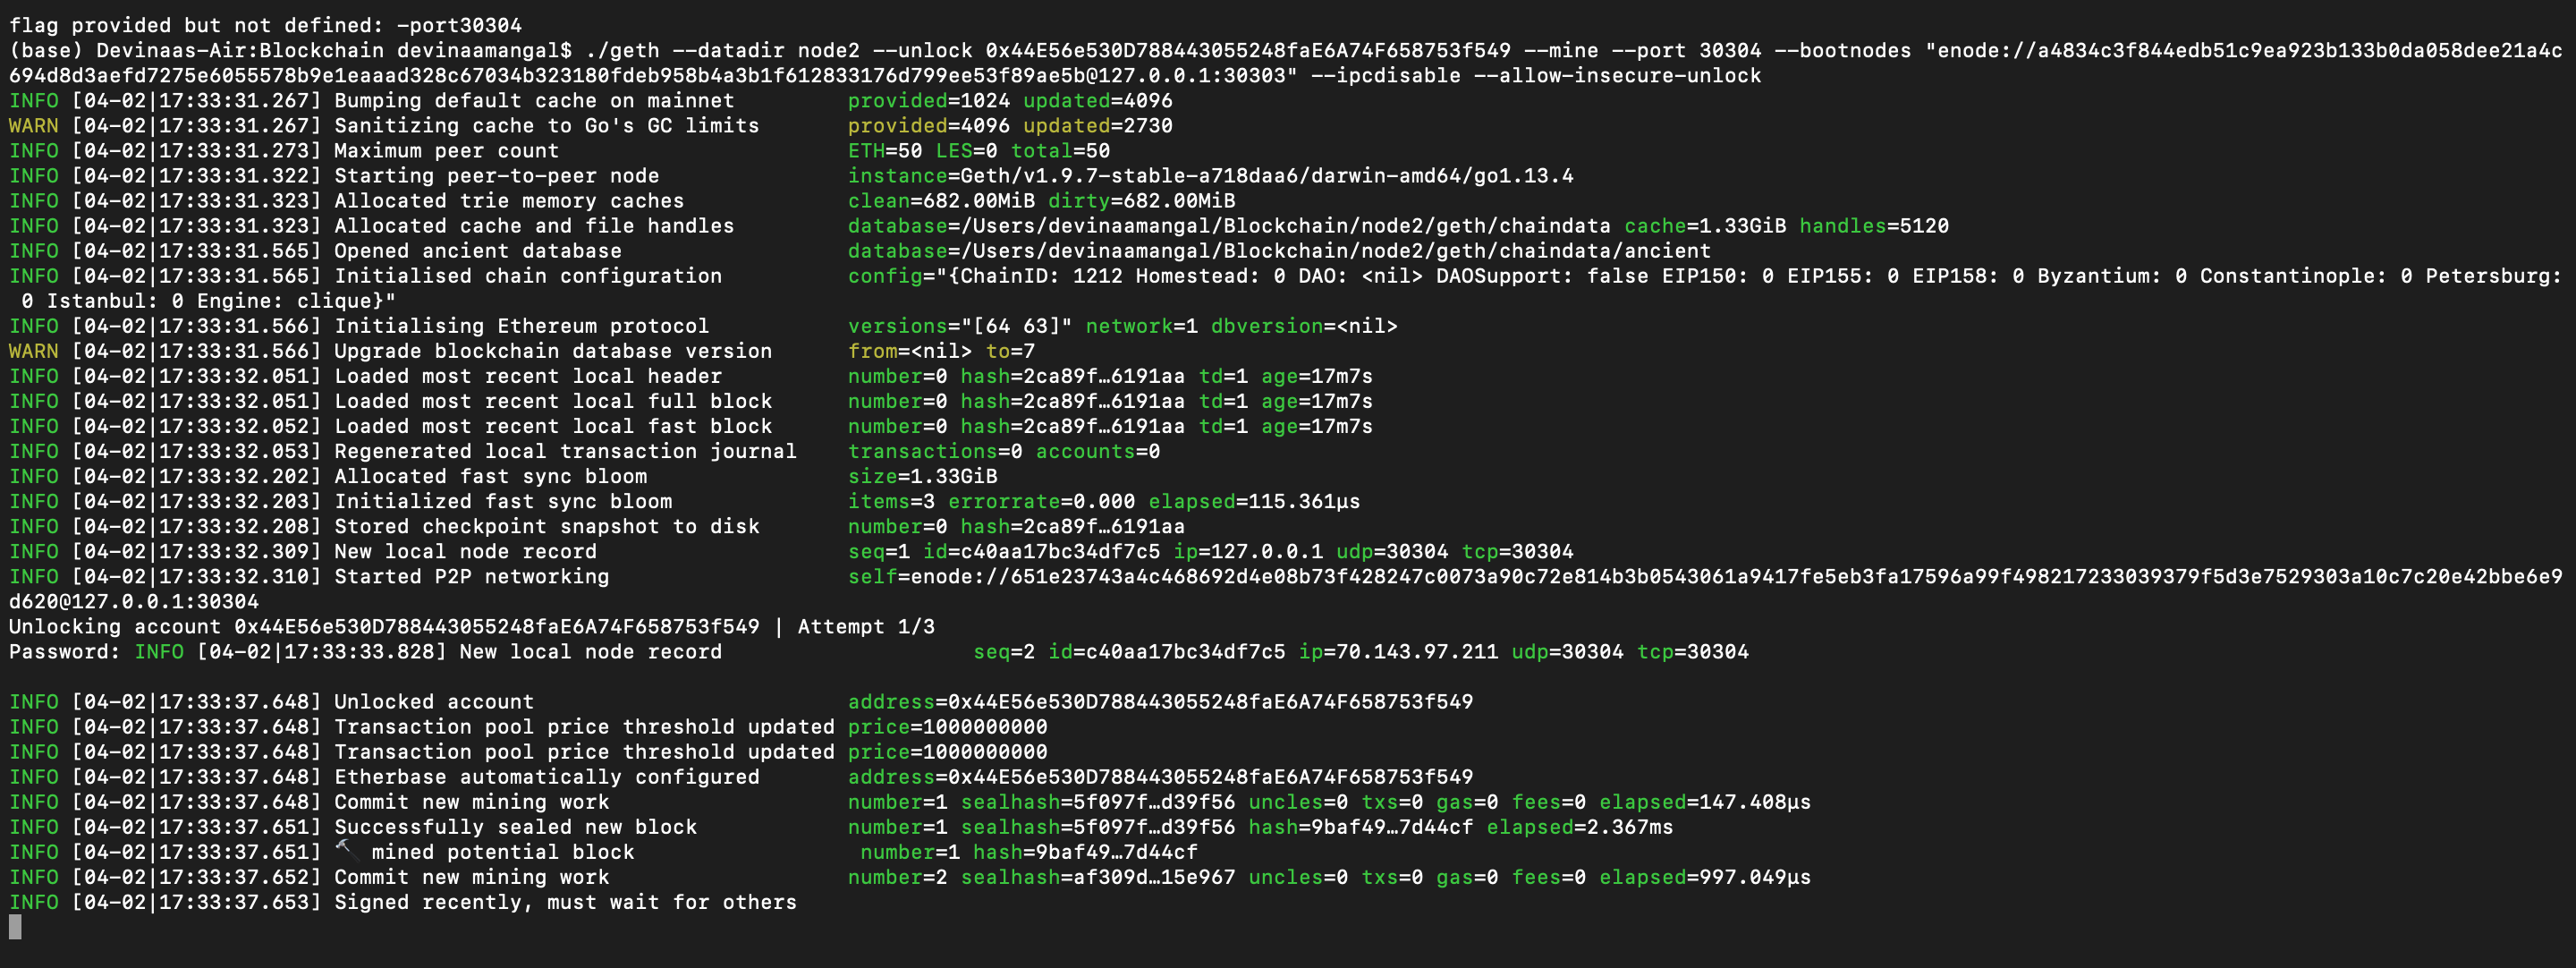 flag provided but not defined: -port30304
(base) Devinaas-Air:Blockchain devinaamangal$ ./geth --datadir node2 --unlock 0x44E56e530D788443055248faE6A74F658753f549 --mine --port 30304 --bootnodes "enode://a4834c3f844edb51c9ea923b133b0da058dee21a4c
694d8d3aefd7275e6055578b9e1eaaad328c67034b323180fdeb958b4a3b1f612833176d799ee53f89ae5b@127.0.0.1:30303" --ipcdisable --allow-insecure-unlock
INFO [04-02|17:33:31.267] Bumping default cache on mainnet         provided=1024 updated=4096
WARN [04-02|17:33:31.267] Sanitizing cache to Go's GC limits       provided=4096 updated=2730
INFO [04-02|17:33:31.273] Maximum peer count                       ETH=50 LES=0 total=50
INFO [04-02|17:33:31.322] Starting peer-to-peer node               instance=Geth/v1.9.7-stable-a718daa6/darwin-amd64/go1.13.4
INFO [04-02|17:33:31.323] Allocated trie memory caches             clean=682.00MiB dirty=682.00MiB
INFO [04-02|17:33:31.323] Allocated cache and file handles         database=/Users/devinaamangal/Blockchain/node2/geth/chaindata cache=1.33GiB handles=5120
INFO [04-02|17:33:31.565] Opened ancient database                  database=/Users/devinaamangal/Blockchain/node2/geth/chaindata/ancient
INFO [04-02|17:33:31.565] Initialised chain configuration          config="{ChainID: 1212 Homestead: 0 DAO: <nil> DAOSupport: false EIP150: 0 EIP155: 0 EIP158: 0 Byzantium: 0 Constantinople: 0 Petersburg:
 0 Istanbul: 0 Engine: clique}"
INFO [04-02|17:33:31.566] Initialising Ethereum protocol           versions="[64 63]" network=1 dbversion=<nil>
WARN [04-02|17:33:31.566] Upgrade blockchain database version      from=<nil> to=7
INFO [04-02|17:33:32.051] Loaded most recent local header          number=0 hash=2ca89f…6191aa td=1 age=17m7s
INFO [04-02|17:33:32.051] Loaded most recent local full block      number=0 hash=2ca89f…6191aa td=1 age=17m7s
INFO [04-02|17:33:32.052] Loaded most recent local fast block      number=0 hash=2ca89f…6191aa td=1 age=17m7s
INFO [04-02|17:33:32.053] Regenerated local transaction journal    transactions=0 accounts=0
INFO [04-02|17:33:32.202] Allocated fast sync bloom                size=1.33GiB
INFO [04-02|17:33:32.203] Initialized fast sync bloom              items=3 errorrate=0.000 elapsed=115.361µs
INFO [04-02|17:33:32.208] Stored checkpoint snapshot to disk       number=0 hash=2ca89f…6191aa
INFO [04-02|17:33:32.309] New local node record                    seq=1 id=c40aa17bc34df7c5 ip=127.0.0.1 udp=30304 tcp=30304
INFO [04-02|17:33:32.310] Started P2P networking                   self=enode://651e23743a4c468692d4e08b73f428247c0073a90c72e814b3b0543061a9417fe5eb3fa17596a99f498217233039379f5d3e7529303a10c7c20e42bbe6e9
d620@127.0.0.1:30304
Unlocking account 0x44E56e530D788443055248faE6A74F658753f549 | Attempt 1/3
Password: INFO [04-02|17:33:33.828] New local node record                    seq=2 id=c40aa17bc34df7c5 ip=70.143.97.211 udp=30304 tcp=30304
INFO [04-02|17:33:37.648] Unlocked account                         address=0x44E56e530D788443055248faE6A74F658753f549
INFO [04-02|17:33:37.648] Transaction pool price threshold updated price=1000000000
INFO [04-02|17:33:37.648] Transaction pool price threshold updated price=1000000000
INFO [04-02|17:33:37.648] Etherbase automatically configured       address=0x44E56e530D788443055248faE6A74F658753f549
INFO [04-02|17:33:37.648] Commit new mining work                   number=1 sealhash=5f097f…d39f56 uncles=0 txs=0 gas=0 fees=0 elapsed=147.408µs
INFO [04-02|17:33:37.651] Successfully sealed new block            number=1 sealhash=5f097f…d39f56 hash=9baf49…7d44cf elapsed=2.367ms
INFO [04-02|17:33:37.651] 🔨 mined potential block                  number=1 hash=9baf49…7d44cf
INFO [04-02|17:33:37.652] Commit new mining work                   number=2 sealhash=af309d…15e967 uncles=0 txs=0 gas=0 fees=0 elapsed=997.049µs
INFO [04-02|17:33:37.653] Signed recently, must wait for others